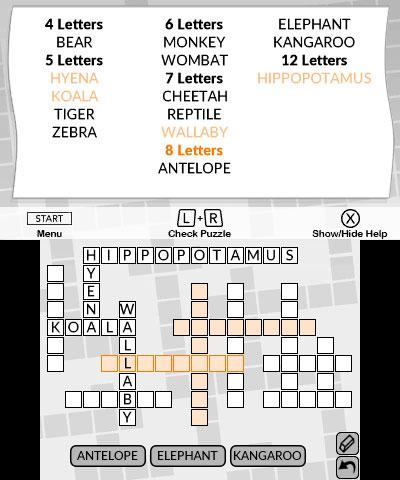 4 Letters
BEAR
5 Letters
HYENA
KOALA
TIGER
ZEBRA
6 Letters
MONKEY
WOMBAT
7 Letters
CHEETAH
REPTILE
WALLABY
8 Letters
ANTELOPE
ELEPHANT
KANGAROO
12 Letters
HIPPOPOTAMUS
START
Menu
L + R
Check Puzzle
X
Show/Hide Help
HIPPOPOTAMUS
Y
E
N W
KOALA
L
L
A
B
Y
ANTELOPE ELEPHANT KANGAROO